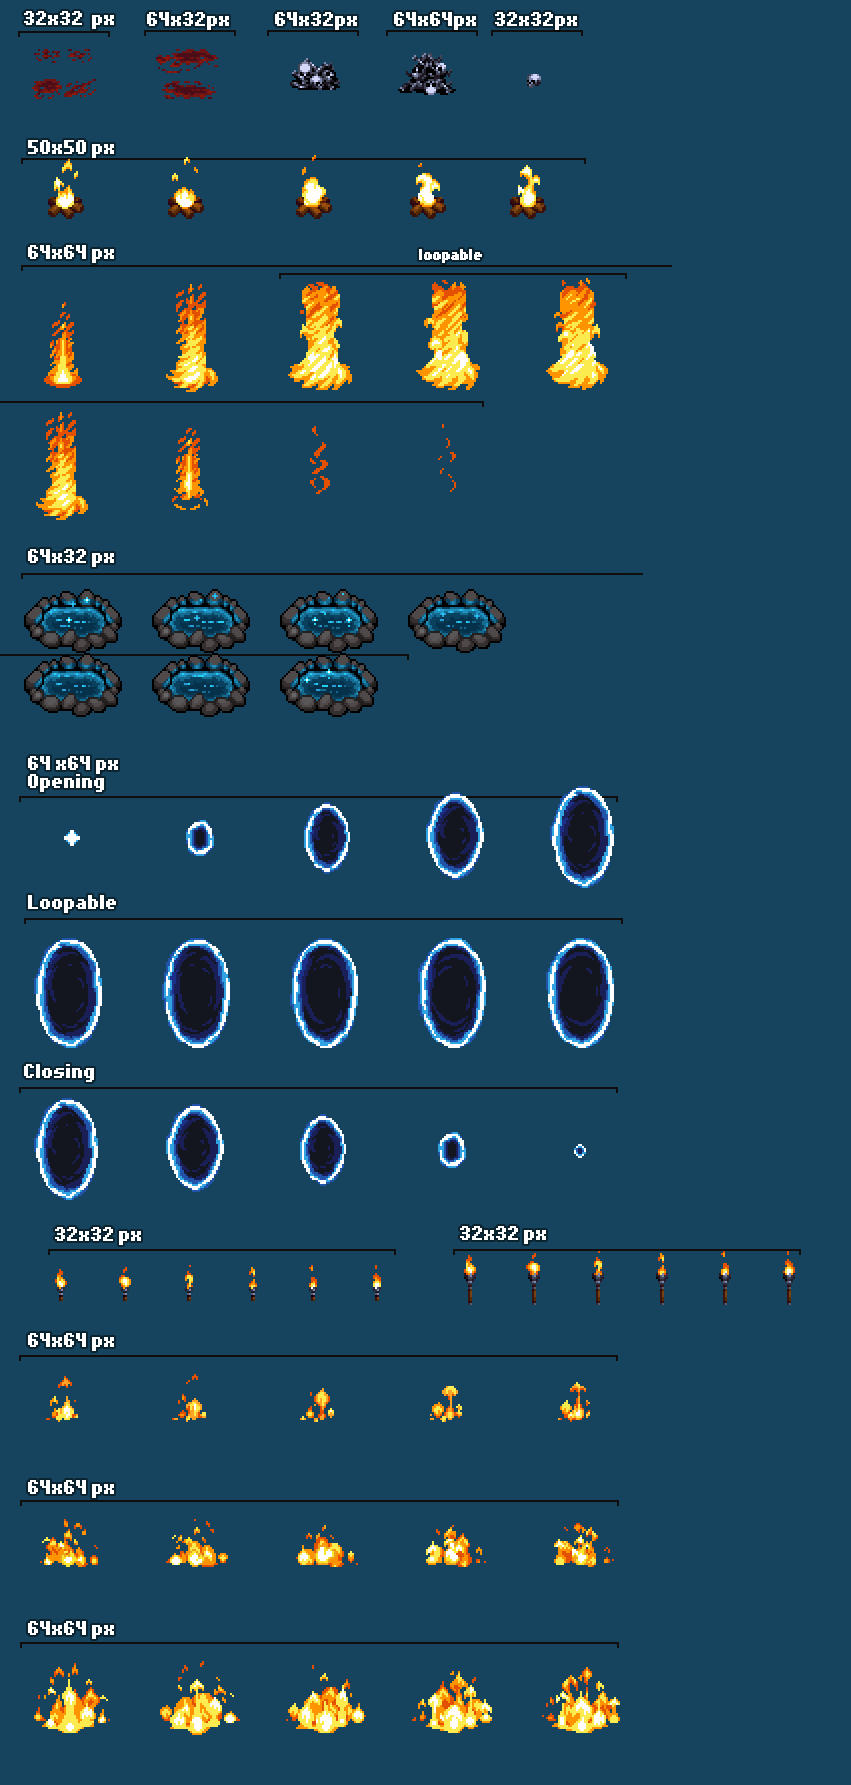 32x32 px 64x32px 64x32px 64x64px 32x32px
50x50 px
64x64 px
loopable
64x32 px
64 x64 px
Opening
Loopable
Closing
32x32 px 32x32 px
64x64 px
64x64 px
64x64 px